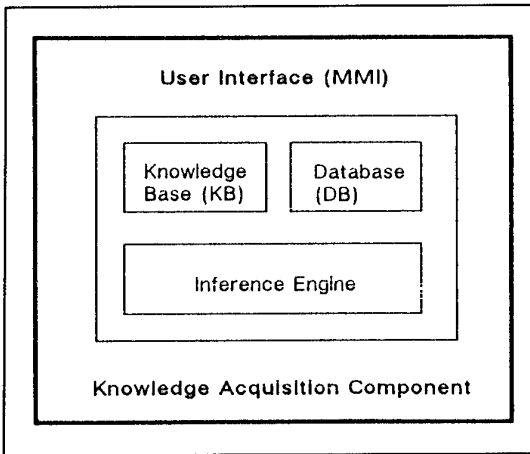 User Interface (MMI)
Knowledge
Base (KB)
Database
(DB)
Inference Engine
Knowledge Acquisition Component